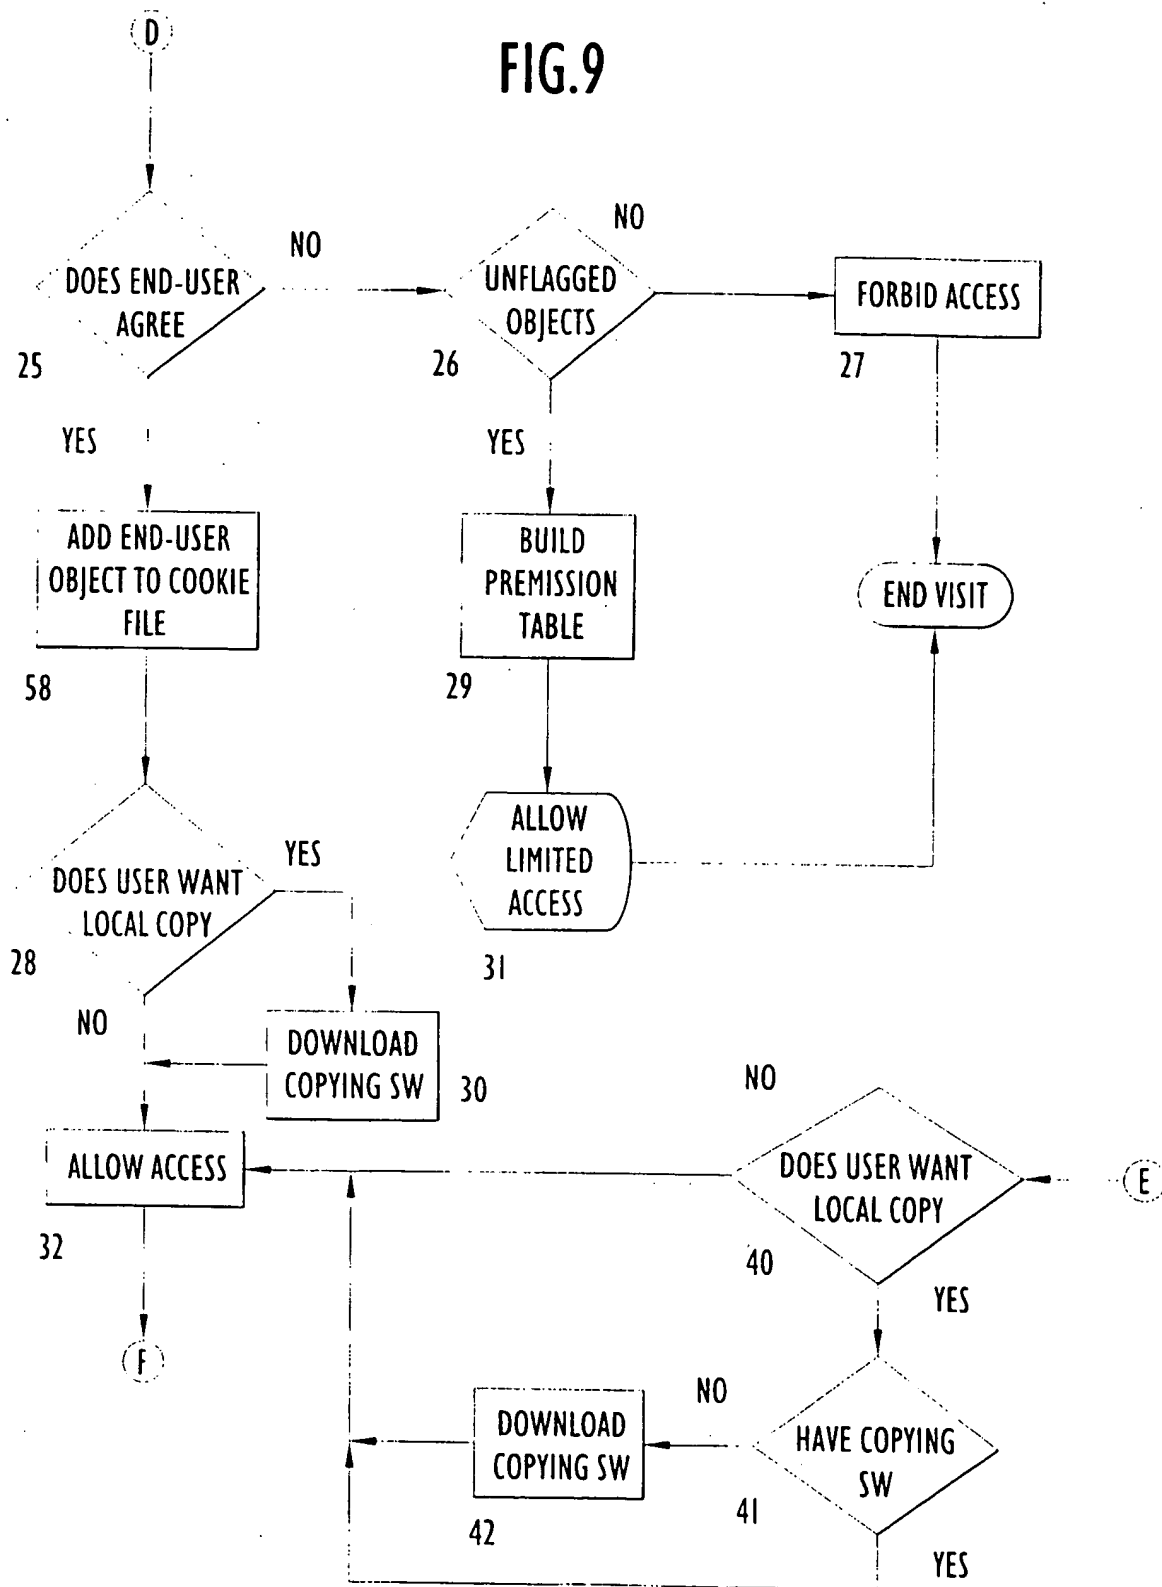 D
FIG.9
NO
NO
DOES END-USER
AGREE
UNFLAGGED
OBJECTS
FORBID ACCESS
25
26
27
YES
YES
ADD END-USER
OBJECT TO COOKIE
FILE
BUILD
PREMISSION
TABLE
END VISIT
58
29
ALLOW
LIMITED
ACCESS
YES
DOES USER WANT
LOCAL COPY
28
31
NO
DOWNLOAD
COPYING SW
30
NO
ALLOW ACCESS
DOES USER WANT
LOCAL COPY
E
32
40
YES
F
NO
DOWNLOAD
COPYING SW
HAVE COPYING
SW
42
41
YES